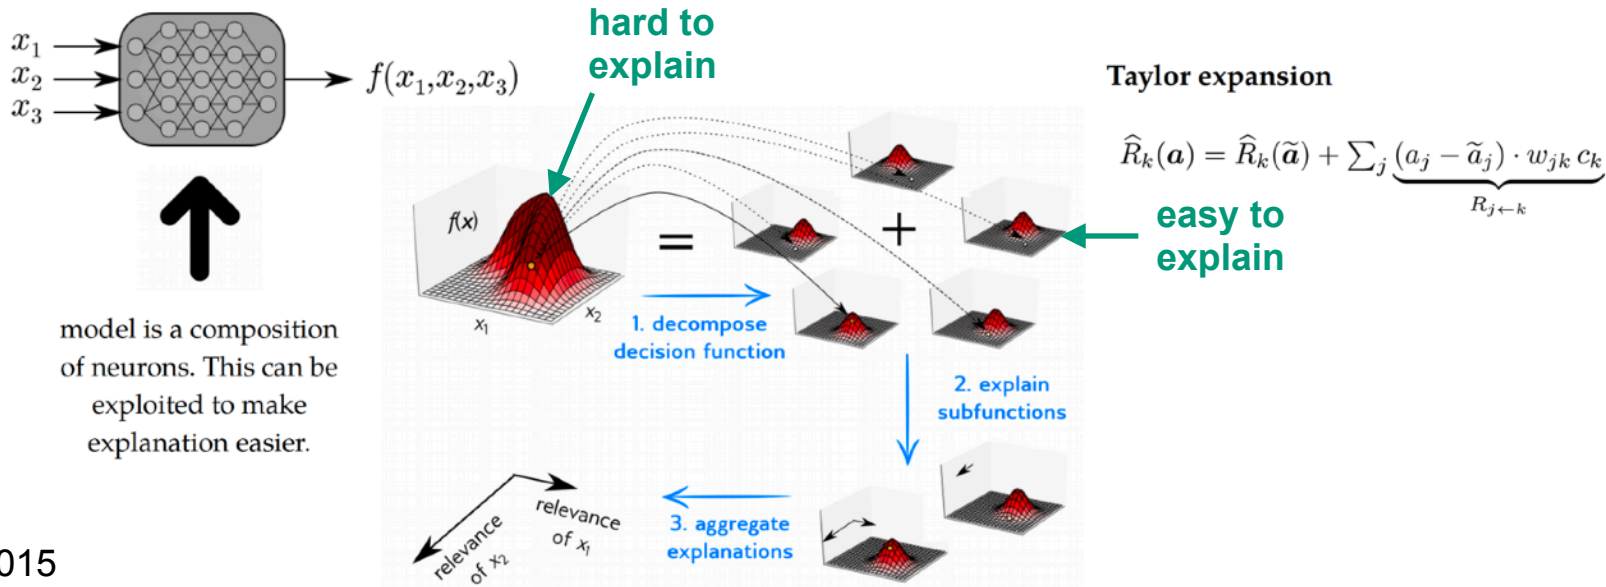 x₁
x₂
x₃
f(x₁,x₂,x₃)
model is a composition
of neurons. This can be
exploited to make
explanation easier.
hard to
explain
f(x)
x₁
x₂
=
+
easy to
explain
1. decompose
decision function
2. explain
subfunctions
3. aggregate
explanations
relevance
of x₁
relevance
of x₂
Taylor expansion
R̂ₖ(𝒂) = R̂ₖ(𝒂̃) + ∑ⱼ (aⱼ − ãⱼ) · wⱼₖ cₖ
Rⱼ←ₖ
015